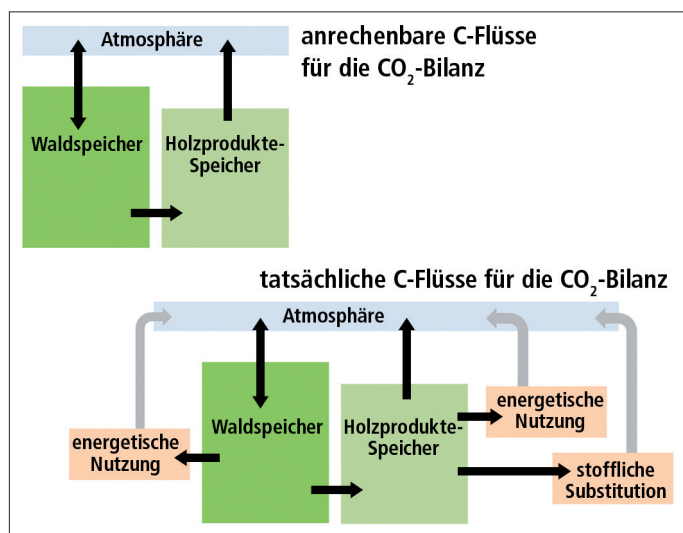 Atmosphäre
anrechenbare C-Flüsse
für die CO₂-Bilanz
Waldspeicher
Holzprodukte-
Speicher
tatsächliche C-Flüsse für die CO₂-Bilanz
Atmosphäre
energetische
Nutzung
Waldspeicher
Holzprodukte-
Speicher
energetische
Nutzung
stoffliche
Substitution